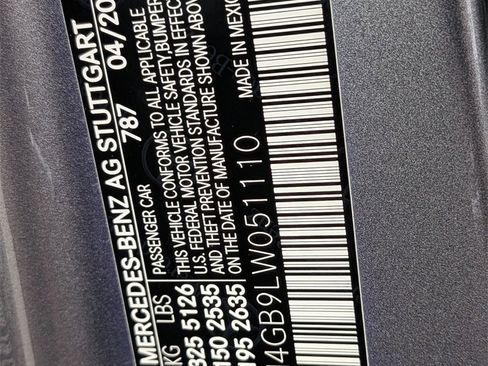 MERCEDES-BENZ AG STUTTGART
787 04/20
PASSENGER CAR
THIS VEHICLE CONFORMS TO ALL APPLICABLE
U.S. FEDERAL MOTOR VEHICLE SAFETY, BUMPER
AND THEFT PREVENTION STANDARDS IN EFFECT
ON THE DATE OF MANUFACTURE SHOWN ABOVE
KG LBS
325 5126
150 2535
195 2635
4GB9LW051110
MADE IN MEXIC